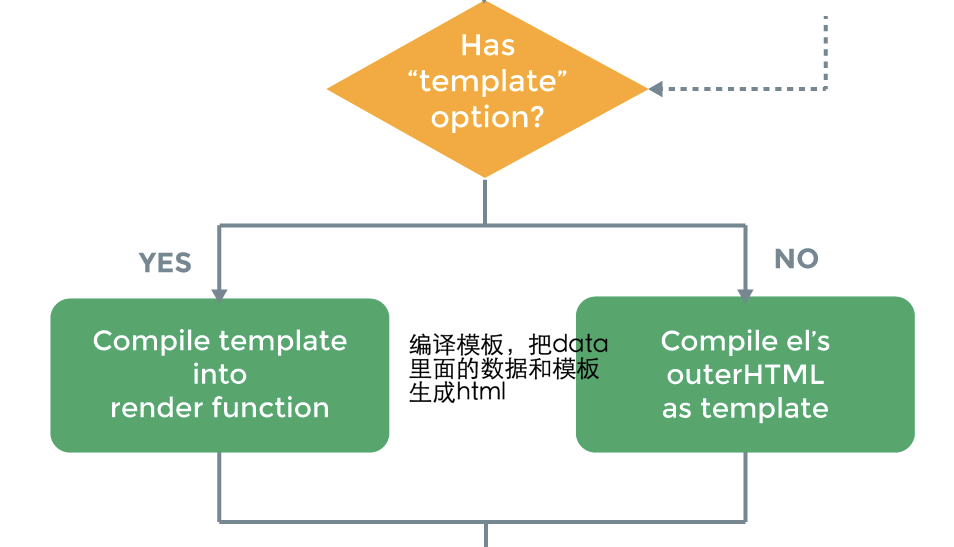 Has
“template”
option?
YES
NO
Compile template
into
render function
编译模板，把data
里面的数据和模板
生成html
Compile el’s
outerHTML
as template